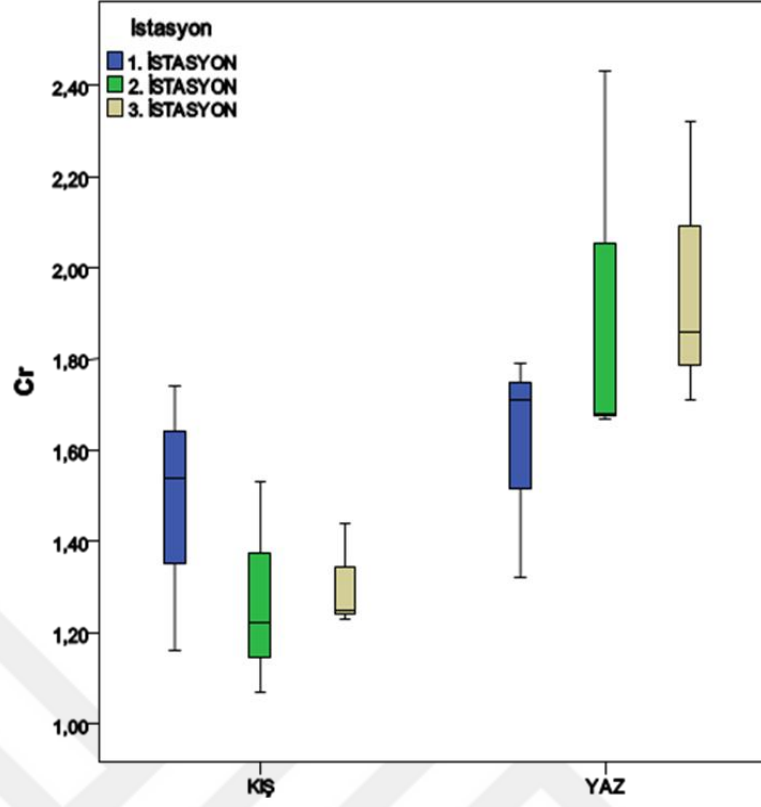 İstasyon
1. İSTASYON
2. İSTASYON
3. İSTASYON
2,40
2,20
2,00
1,80
1,60
1,40
1,20
1,00
Cr
KIŞ
YAZ